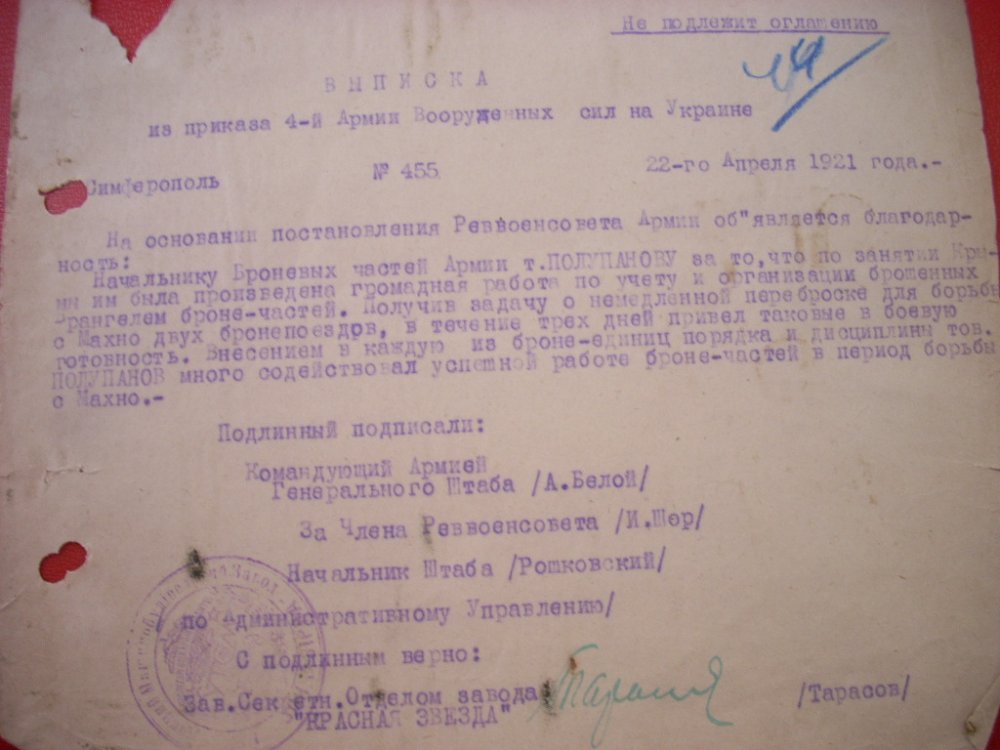 Не подлежит оглашению
ВЫПИСКА
из приказа 4-й Армии Вооруженных сил на Украине
Симферополь № 455 22-го Апреля 1921 года.-
На основании постановления Реввоенсовета Армии об"является благодар-
ность:
Начальнику Броневых частей Армии т.ПОЛУПАНОВУ за то,что по занятии Кры-
ма им была произведена громадная работа по учету и организации брошенных
Врангелем броне-частей. Получив задачу о немедленной переброске для борьбы
с Махно двух бронепоездов, в течение трех дней привел таковые в боевую
готовность. Внесением в каждую из броне-единиц порядка и дисциплины тов.
ПОЛУПАНОВ много содействовал успешной работе броне-частей в период борьбы
с Махно.-
Подлинный подписали:
Командующий Армией
Генерального Штаба /А.Белой/
За Члена Реввоенсовета /И.Шер/
Начальник Штаба /Рошковский/
по Административному Управлению/
С подлинным верно:
Зав.Сек етн.Отделом завода Тарасов /Тарасов/
"КРАСНАЯ ЗВЕЗДА"